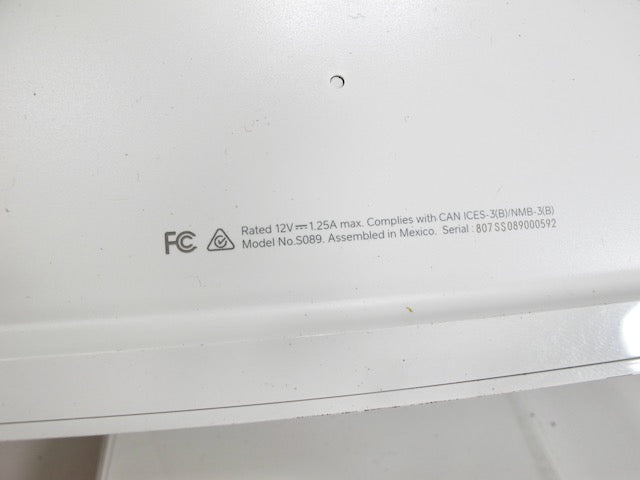 FC
Rated 12V⎓1.25A max. Complies with CAN ICES-3(B)/NMB-3(B)
Model No.S089. Assembled in Mexico. Serial : 807SS089000592